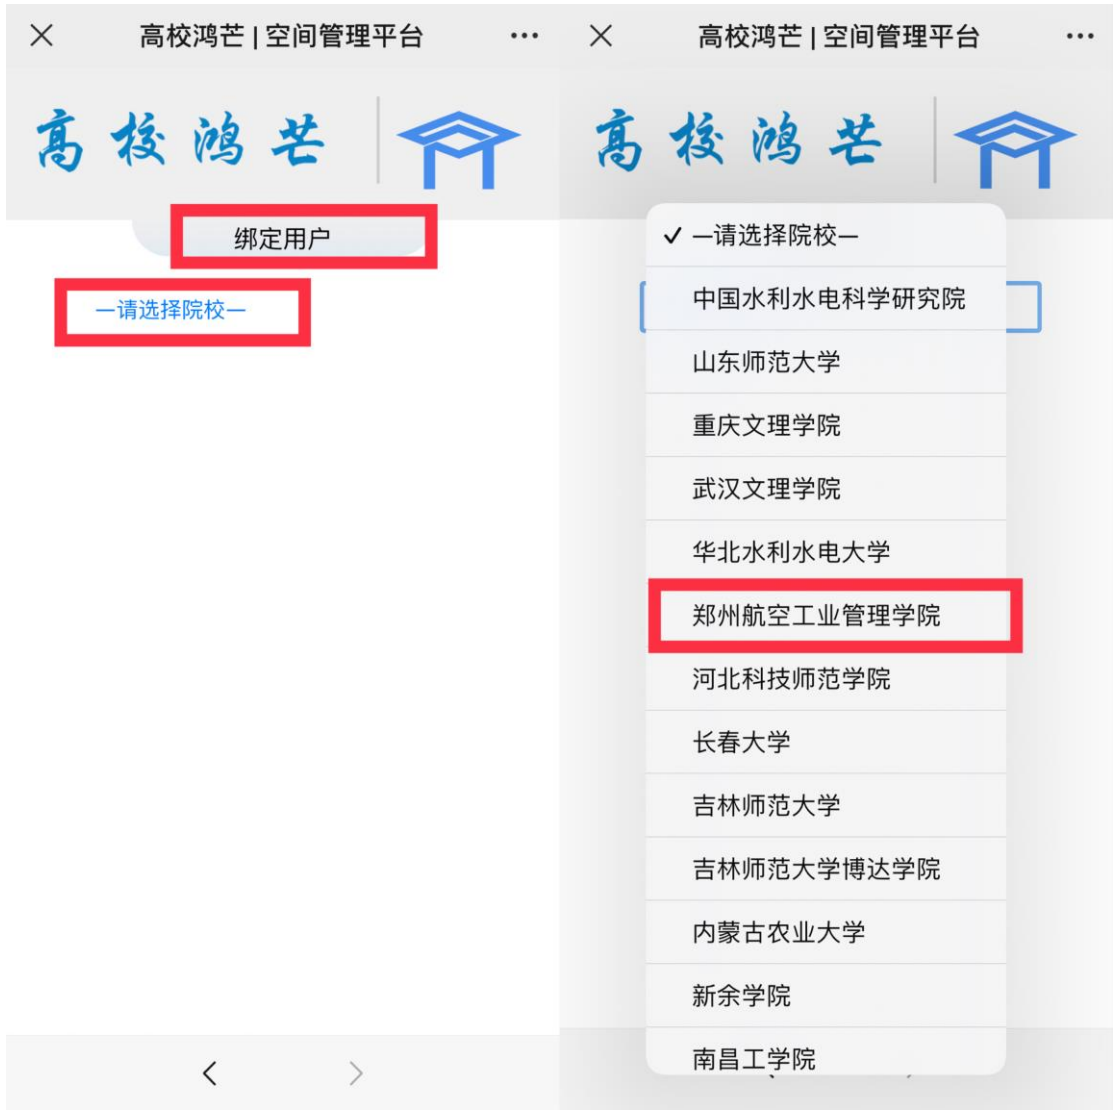 高校鸿芒 | 空间管理平台
高校鸿芒
绑定用户
—请选择院校—
高校鸿芒 | 空间管理平台
高校鸿芒
—请选择院校—
中国水利水电科学研究院
山东师范大学
重庆文理学院
武汉文理学院
华北水利水电大学
郑州航空工业管理学院
河北科技师范学院
长春大学
吉林师范大学
吉林师范大学博达学院
内蒙古农业大学
新余学院
南昌工学院